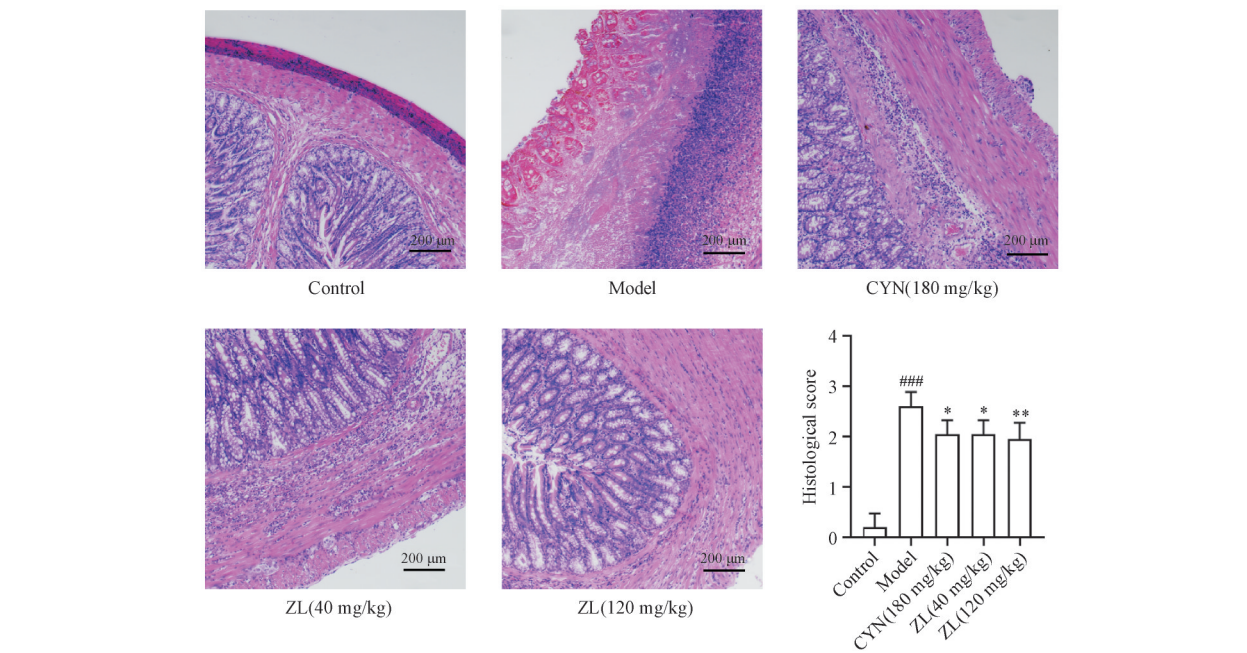 200 μm
200 μm
200 μm
Control
Model
CYN(180 mg/kg)
200 μm
200 μm
ZL(40 mg/kg)
ZL(120 mg/kg)
Histological score
4
3
2
1
0
###
*
*
**
Control
Model
CYN(180 mg/kg)
ZL(40 mg/kg)
ZL(120 mg/kg)